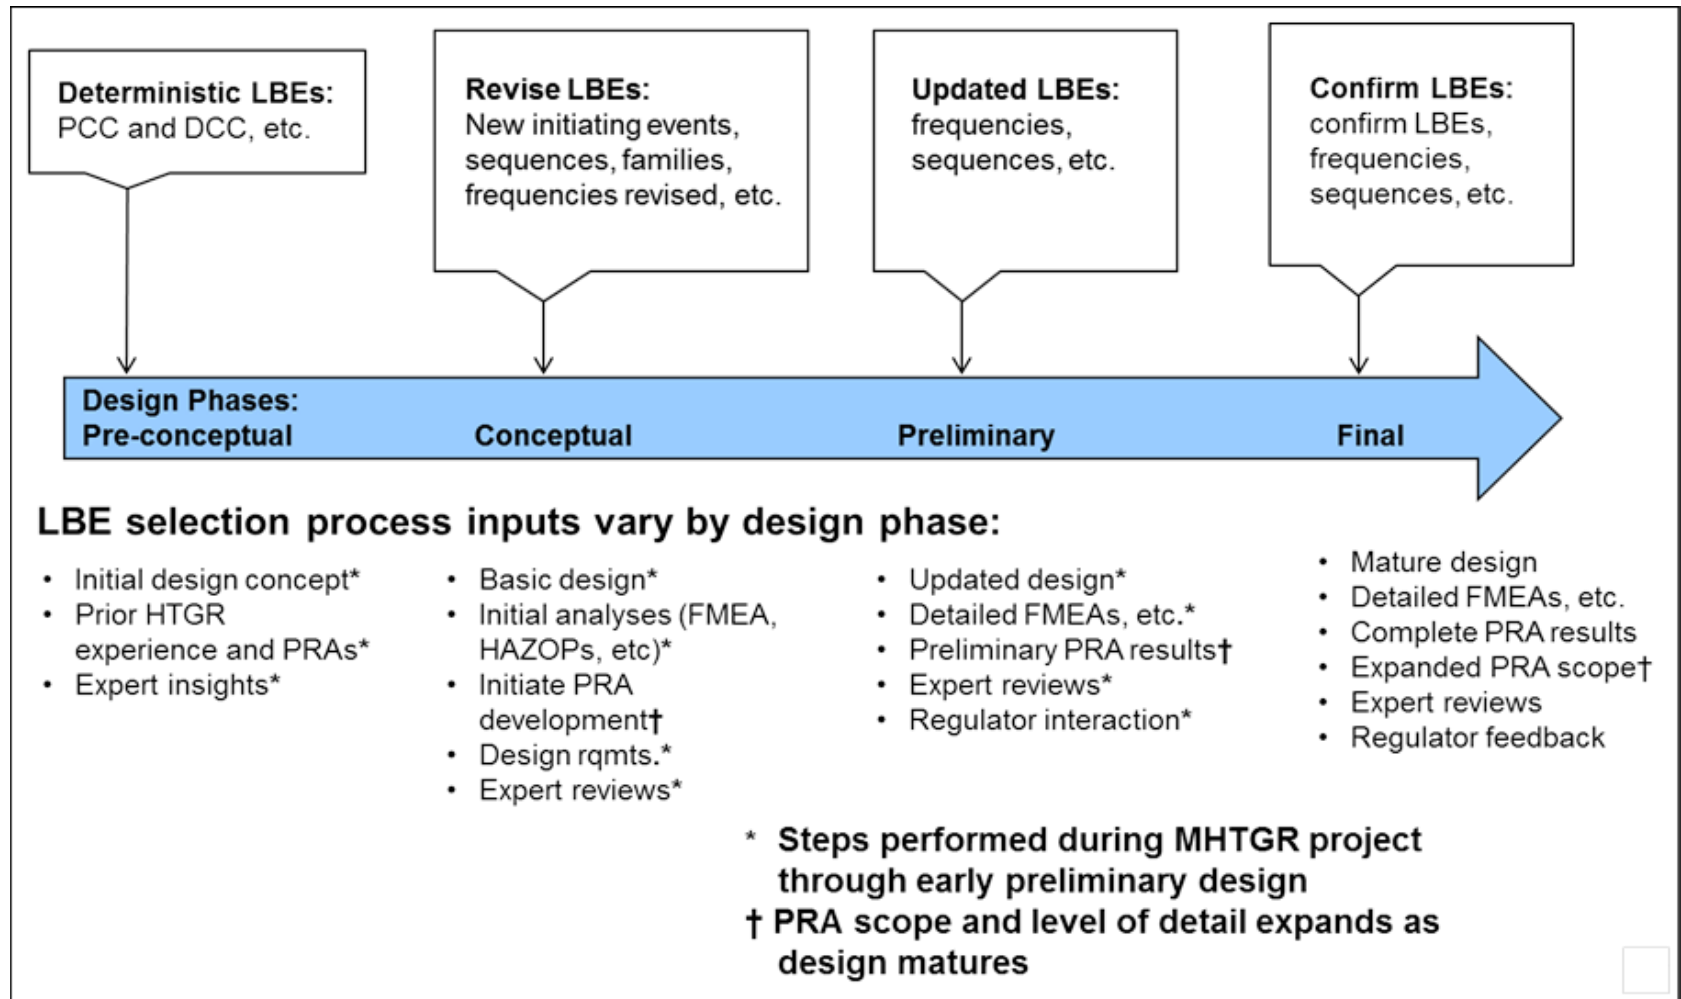 Deterministic LBEs:
PCC and DCC, etc.
Revise LBEs:
New initiating events,
sequences, families,
frequencies revised, etc.
Updated LBEs:
frequencies,
sequences, etc.
Confirm LBEs:
confirm LBEs,
frequencies,
sequences, etc.
Design Phases:
Pre-conceptual
Conceptual
Preliminary
Final
LBE selection process inputs vary by design phase:
• Initial design concept*
• Prior HTGR
experience and PRAs*
• Expert insights*
• Basic design*
• Initial analyses (FMEA,
HAZOPs, etc)*
• Initiate PRA
development†
• Design rqmts.*
• Expert reviews*
• Updated design*
• Detailed FMEAs, etc.*
• Preliminary PRA results†
• Expert reviews*
• Regulator interaction*
• Mature design
• Detailed FMEAs, etc.
• Complete PRA results
• Expanded PRA scope†
• Expert reviews
• Regulator feedback
* Steps performed during MHTGR project
through early preliminary design
† PRA scope and level of detail expands as
design matures